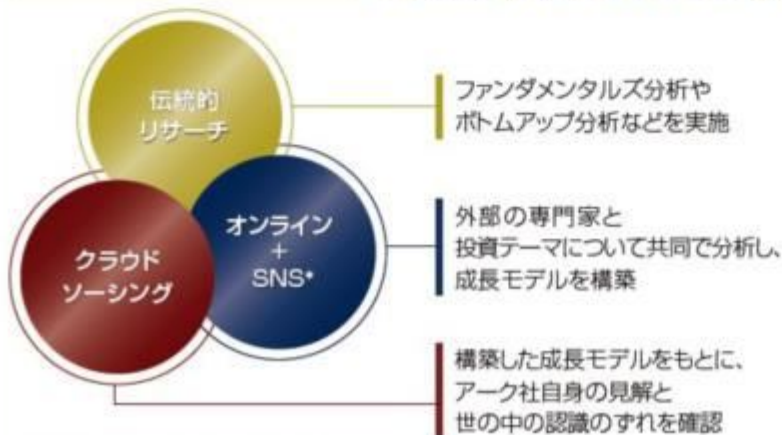 伝統的
リサーチ
ファンダメンタルズ分析や
ボトムアップ分析などを実施
オンライン
+
SNS*
外部の専門家と
投資テーマについて共同で分析し、
成長モデルを構築
クラウド
ソーシング
構築した成長モデルをもとに、
アーク社自身の見解と
世の中の認識のずれを確認